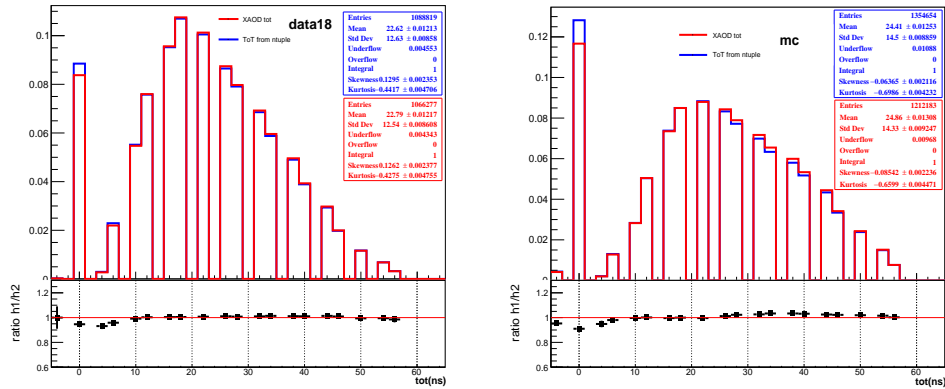 data18
XAOD tot
ToT from ntuple
Entries 1088819
Mean 22.62 ± 0.01213
Std Dev 12.63 ± 0.00858
Underflow 0.004553
Overflow 0
Integral 1
Skewness 0.1295 ± 0.002353
Kurtosis −0.4417 ± 0.004706
Entries 1066277
Mean 22.79 ± 0.01217
Std Dev 12.54 ± 0.008608
Underflow 0.004343
Overflow 0
Integral 1
Skewness 0.1262 ± 0.002377
Kurtosis −0.4275 ± 0.004755
0.1
0.08
0.06
0.04
0.02
0
ratio h1/h2
1.2
1
0.8
0.6
0 20 40 60
tot(ns)
mc
XAOD tot
ToT from ntuple
Entries 1354654
Mean 24.41 ± 0.01253
Std Dev 14.5 ± 0.008859
Underflow 0.01088
Overflow 0
Integral 1
Skewness −0.06365 ± 0.002116
Kurtosis −0.6986 ± 0.004232
Entries 1212183
Mean 24.86 ± 0.01308
Std Dev 14.33 ± 0.009247
Underflow 0.00968
Overflow 0
Integral 1
Skewness −0.08542 ± 0.002236
Kurtosis −0.6599 ± 0.004471
0.12
0.1
0.08
0.06
0.04
0.02
ratio h1/h2
1.2
1
0.8
0.6
0 20 40 60
tot(ns)